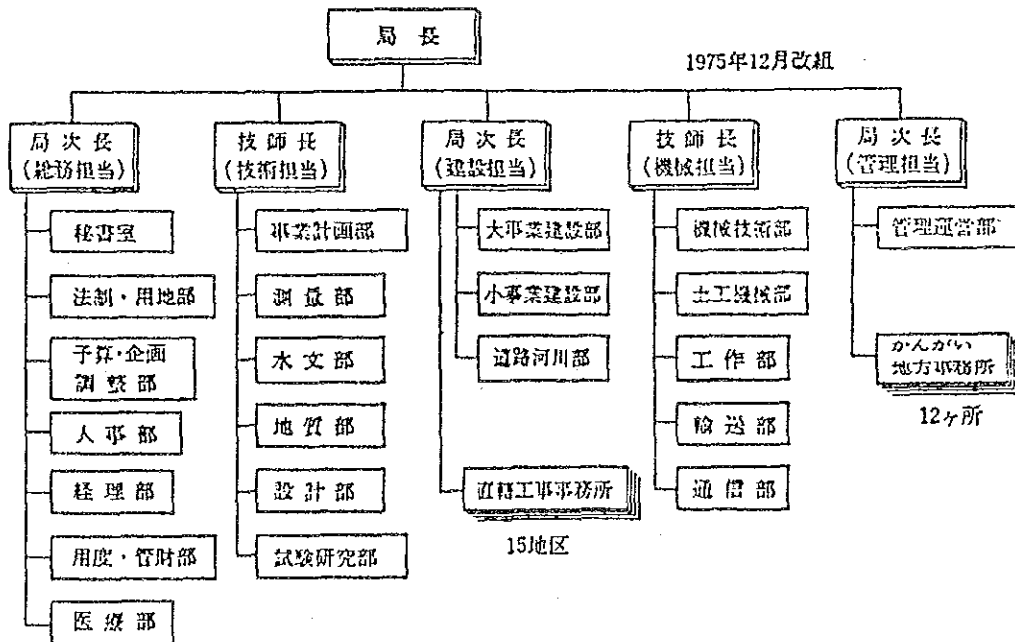 局長
1975年12月改組
局次長
(総務担当)
秘書室
法制・用地部
予算・企画
調整部
人事部
経理部
用度・管財部
医療部
技師長
(技術担当)
事業計画部
測量部
水文部
地質部
設計部
試験研究部
局次長
(建設担当)
大事業建設部
小事業建設部
道路河川部
直轄工事事務所
15地区
技師長
(機械担当)
機械技術部
土工機械部
工作部
輸送部
通信部
局次長
(管理担当)
管理運営部
かんがい
地方事務所
12ヶ所